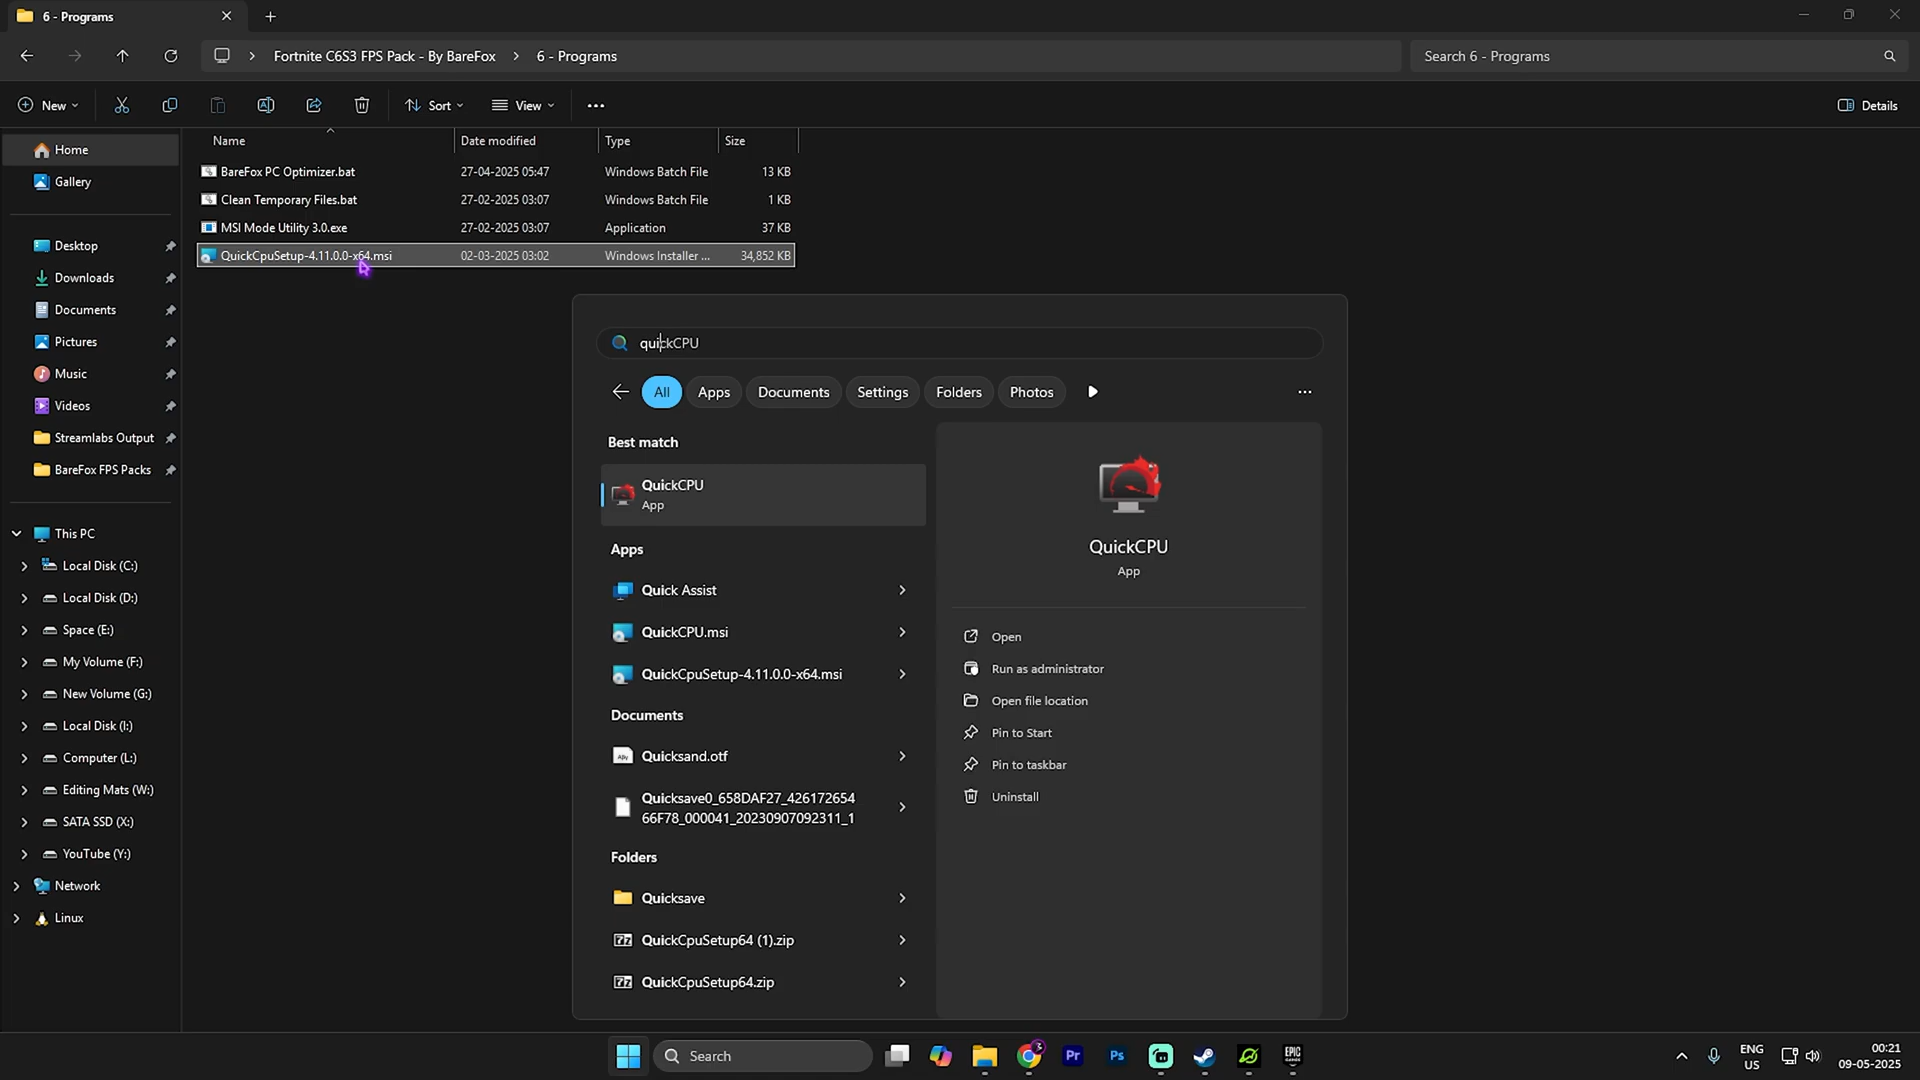 6 - Programs
Fortnite C6S3 FPS Pack - By BareFox
6 - Programs
Search 6 - Programs
New
Sort
View
Details
Name
Date modified
Type
Size
BareFox PC Optimizer.bat
27-04-2025 05:47
Windows Batch File
13 KB
Clean Temporary Files.bat
27-02-2025 03:07
Windows Batch File
1 KB
MSI Mode Utility 3.0.exe
27-02-2025 03:07
Application
37 KB
QuickCpuSetup-4.11.0.0-x64.msi
02-03-2025 03:02
Windows Installer ...
34,852 KB
Home
Gallery
Desktop
Downloads
Documents
Pictures
Music
Videos
Streamlabs Output
BareFox FPS Packs
This PC
Local Disk (C:)
Local Disk (D:)
Space (E:)
My Volume (F:)
New Volume (G:)
Local Disk (I:)
Computer (L:)
Editing Mats (W:)
SATA SSD (X:)
YouTube (Y:)
Network
Linux
quickCPU
All
Apps
Documents
Settings
Folders
Photos
Best match
QuickCPU
App
Apps
Quick Assist
QuickCPU.msi
QuickCpuSetup-4.11.0.0-x64.msi
Documents
Quicksand.otf
Quicksave0_658DAF27_426172654
66F78_000041_20230907092311_1
Folders
Quicksave
QuickCpuSetup64 (1).zip
QuickCpuSetup64.zip
QuickCPU
App
Open
Run as administrator
Open file location
Pin to Start
Pin to taskbar
Uninstall
Search
3
Pr
Ps
EPIC
ENG
US
00:21
09-05-2025